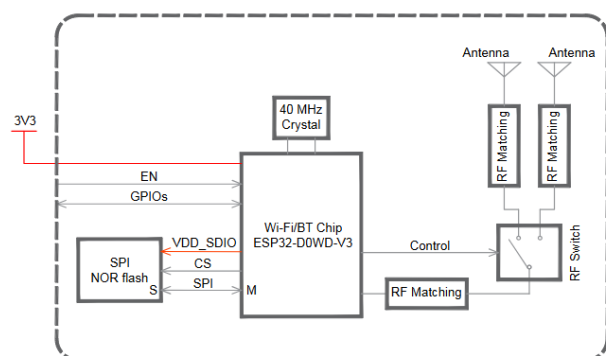 Antenna
Antenna
40 MHz
Crystal
RF Matching
RF Matching
3V3
EN
GPIOs
Wi-Fi/BT Chip
ESP32-D0WD-V3
VDD_SDIO
Control
RF Switch
SPI
NOR flash
CS
SPI
S
M
RF Matching